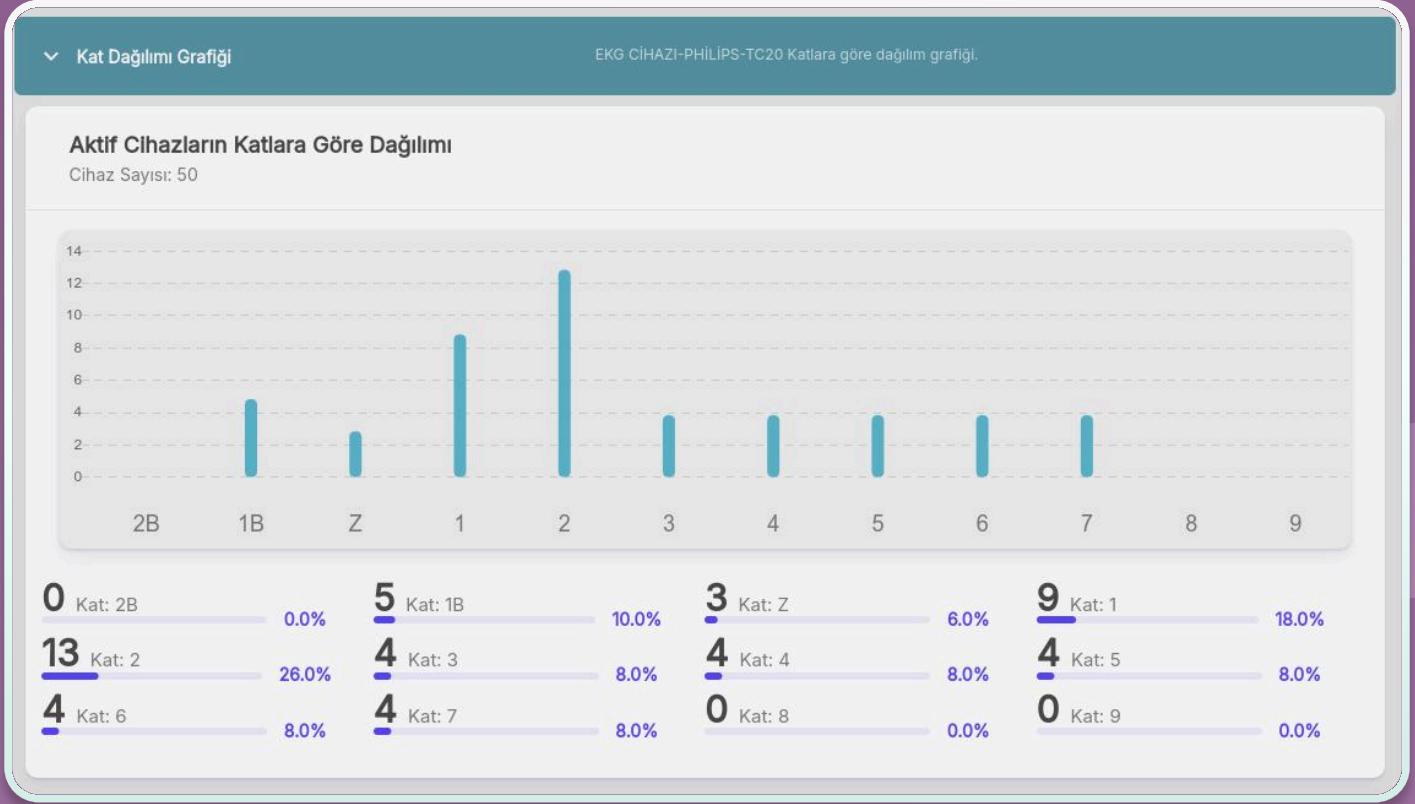 Kat Dağılımı Grafiği
EKG CİHAZI-PHİLİPS-TC20 Katlara göre dağılım grafiği.
Aktif Cihazların Katlara Göre Dağılımı
Cihaz Sayısı: 50
14
12
10
8
6
4
2
0
2B 1B Z 1 2 3 4 5 6 7 8 9
0 Kat: 2B 0.0% 5 Kat: 1B 10.0% 3 Kat: Z 6.0% 9 Kat: 1 18.0%
13 Kat: 2 26.0% 4 Kat: 3 8.0% 4 Kat: 4 8.0% 4 Kat: 5 8.0%
4 Kat: 6 8.0% 4 Kat: 7 8.0% 0 Kat: 8 0.0% 0 Kat: 9 0.0%